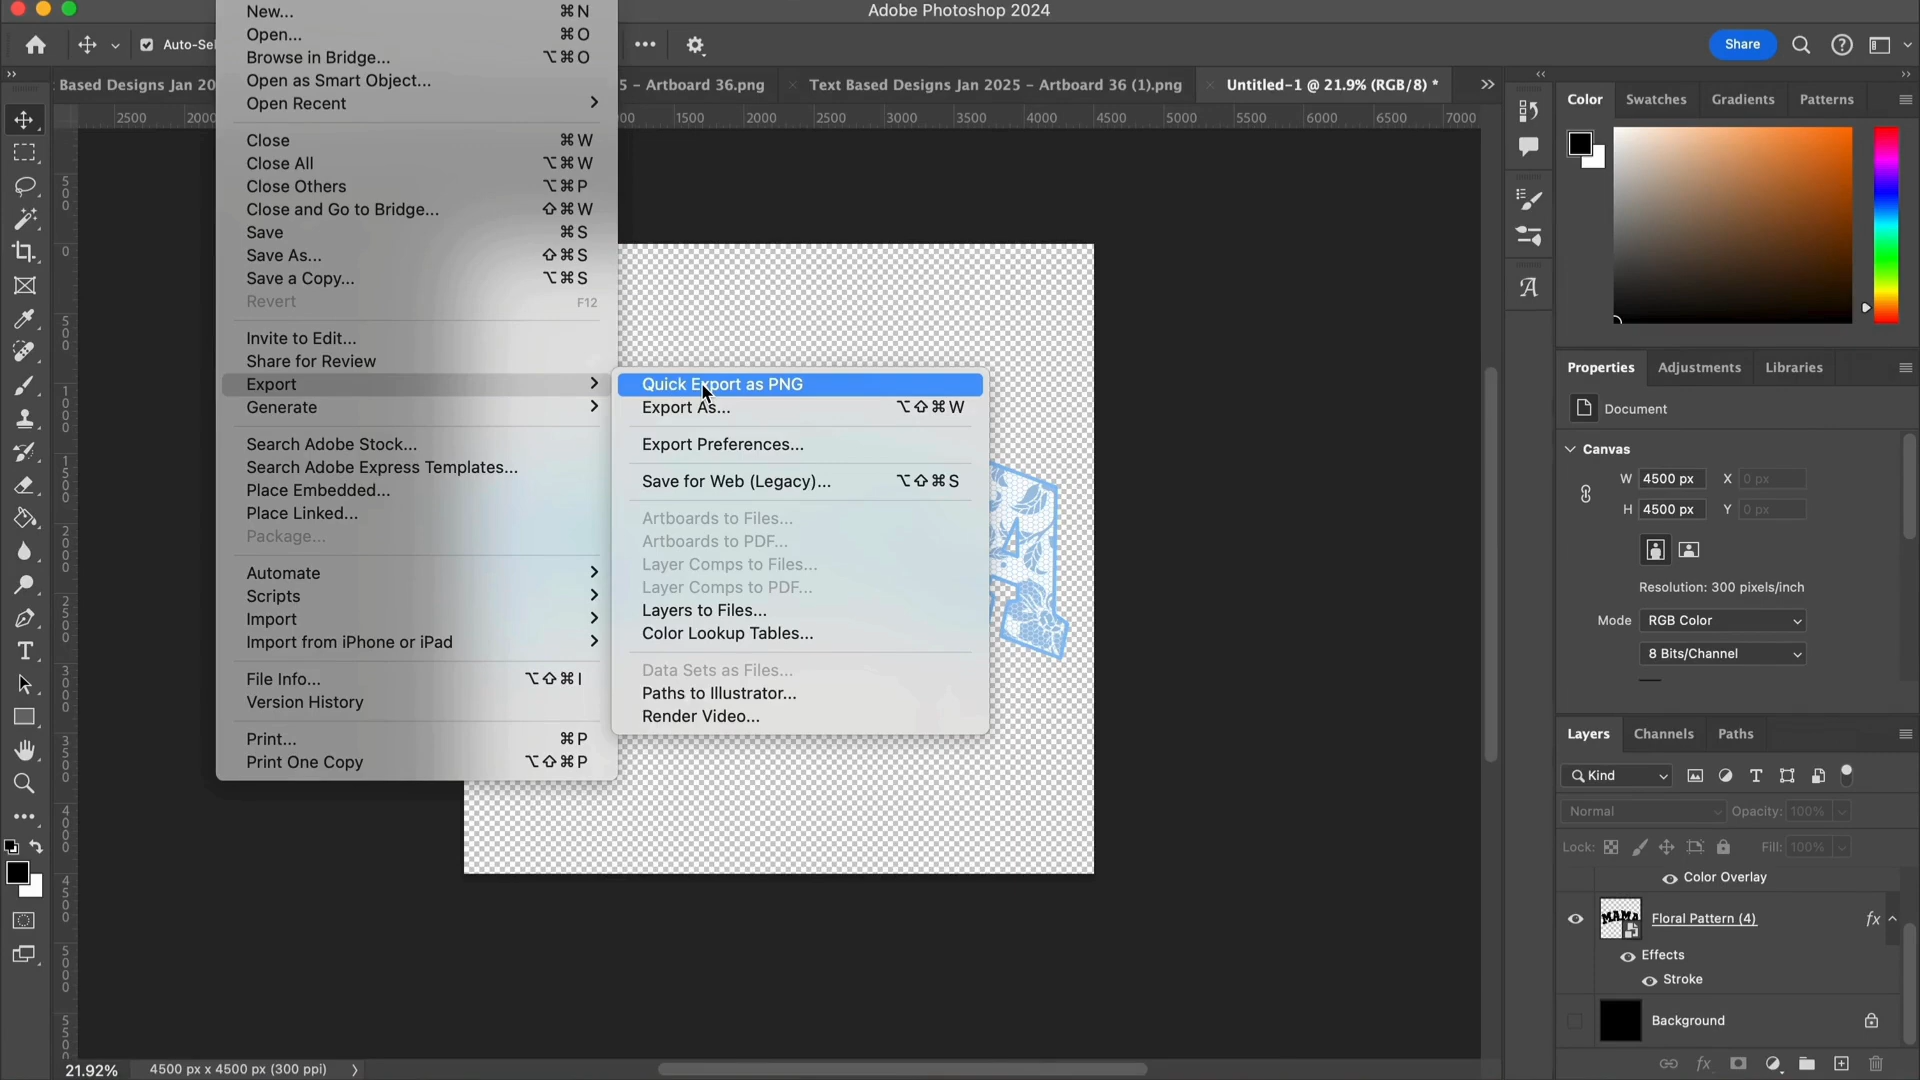 Adobe Photoshop 2024
Auto-Sel
Share
Based Designs Jan 20
5 – Artboard 36.png
Text Based Designs Jan 2025 – Artboard 36 (1).png
Untitled-1 @ 21.9% (RGB/8) *
2500 2000 1500 2000 2500 3000 3500 4000 4500 5000 5500 6000 6500 7000
New... ⌘N
Open... ⌘O
Browse in Bridge... ⌥⌘O
Open as Smart Object...
Open Recent
Close ⌘W
Close All ⌥⌘W
Close Others ⌥⌘P
Close and Go to Bridge... ⇧⌘W
Save ⌘S
Save As... ⇧⌘S
Save a Copy... ⌥⌘S
Revert F12
Invite to Edit...
Share for Review
Export
Generate
Search Adobe Stock...
Search Adobe Express Templates...
Place Embedded...
Place Linked...
Package...
Automate
Scripts
Import
Import from iPhone or iPad
File Info... ⌥⇧⌘I
Version History
Print... ⌘P
Print One Copy ⌥⇧⌘P
Quick Export as PNG
Export As... ⌥⇧⌘W
Export Preferences...
Save for Web (Legacy)... ⌥⇧⌘S
Artboards to Files...
Artboards to PDF...
Layer Comps to Files...
Layer Comps to PDF...
Layers to Files...
Color Lookup Tables...
Data Sets as Files...
Paths to Illustrator...
Render Video...
Color Swatches Gradients Patterns
Properties Adjustments Libraries
Document
Canvas
W 4500 px X 0 px
H 4500 px Y 0 px
Resolution: 300 pixels/inch
Mode RGB Color
8 Bits/Channel
Layers Channels Paths
Kind
Normal Opacity: 100%
Lock: Fill: 100%
Color Overlay
MAMA
Floral Pattern (4) fx
Effects
Stroke
Background
fx
21.92% 4500 px x 4500 px (300 ppi)